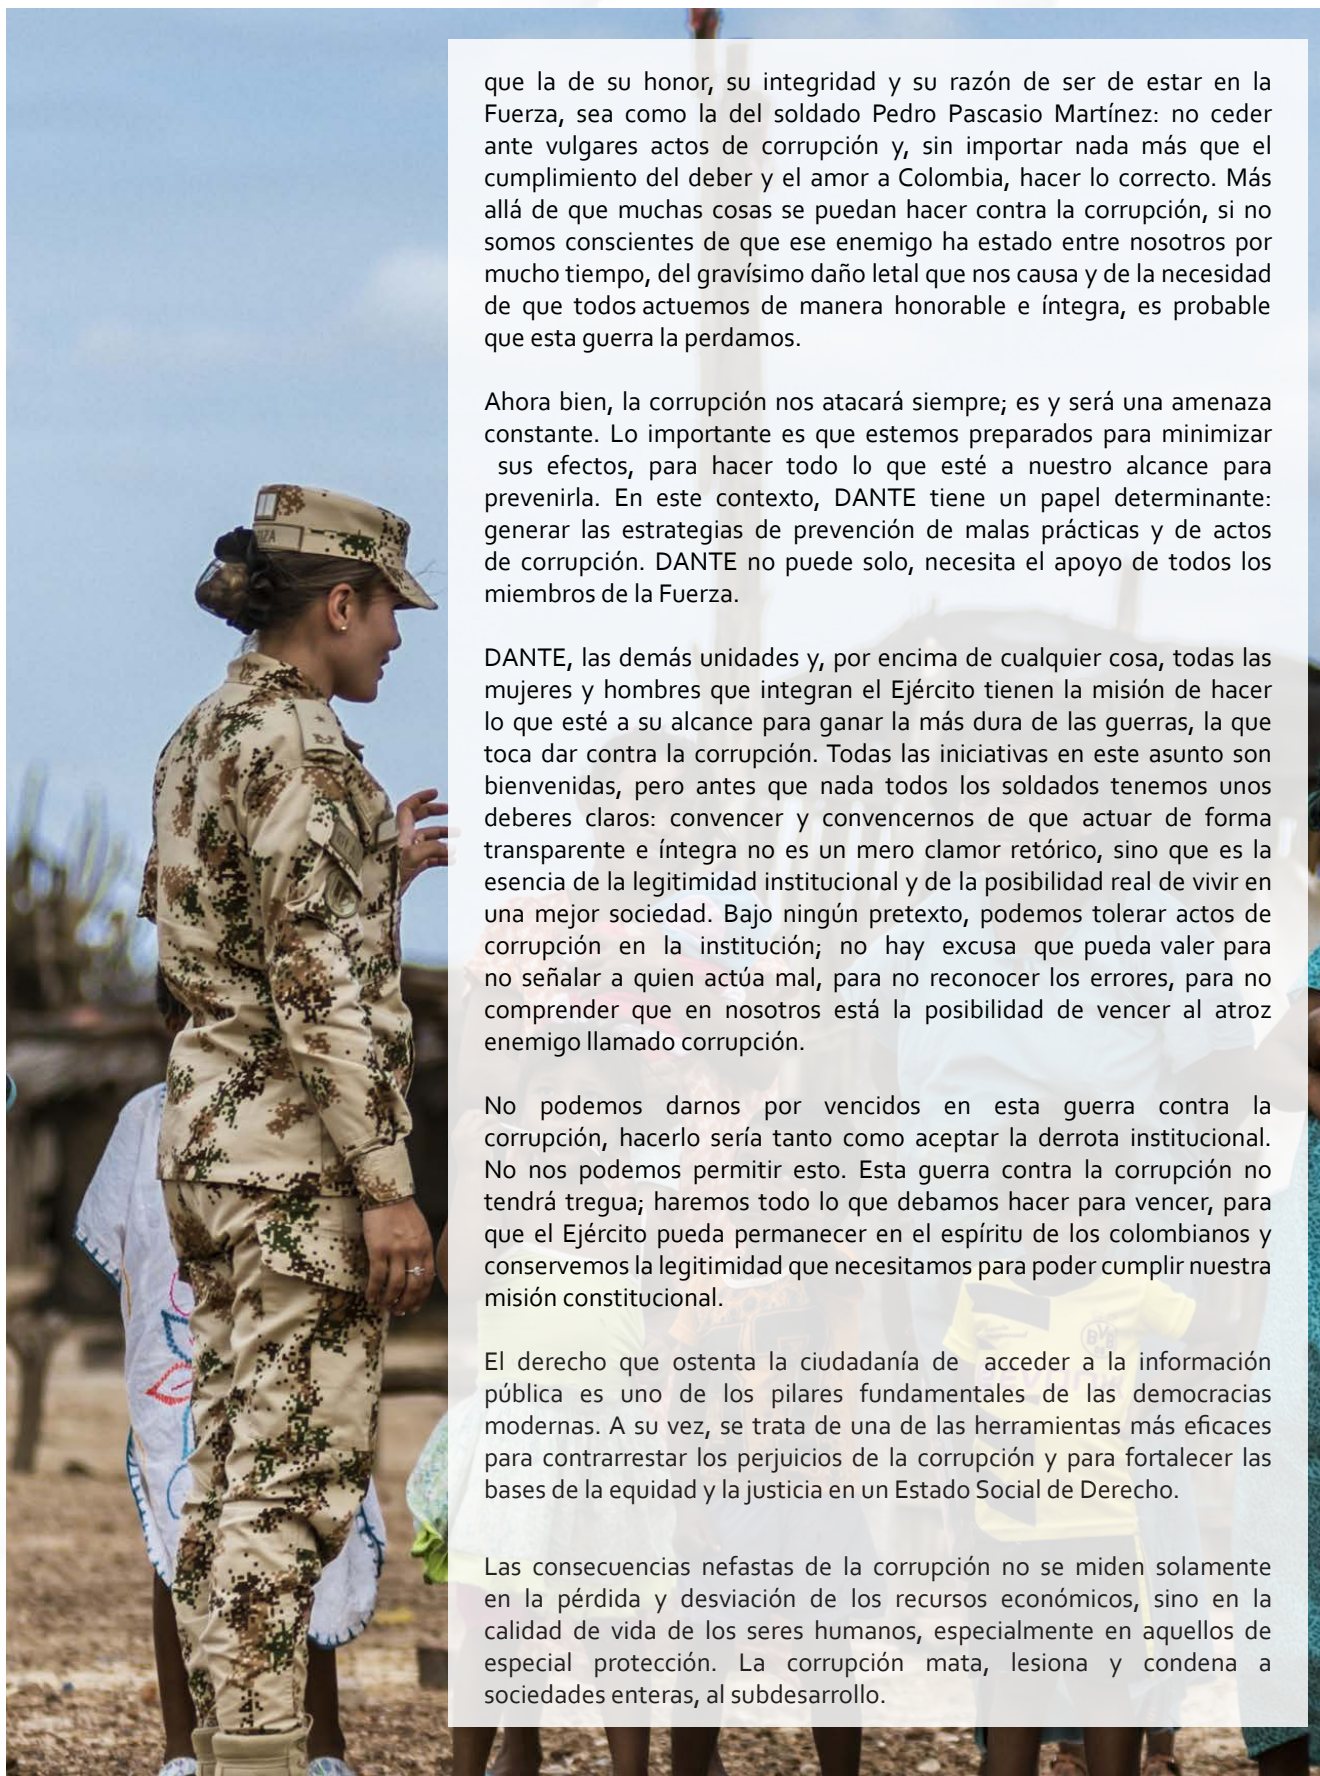 que la de su honor, su integridad y su razón de ser de estar en la
Fuerza, sea como la del soldado Pedro Pascasio Martínez: no ceder
ante vulgares actos de corrupción y, sin importar nada más que el
cumplimiento del deber y el amor a Colombia, hacer lo correcto. Más
allá de que muchas cosas se puedan hacer contra la corrupción, si no
somos conscientes de que ese enemigo ha estado entre nosotros por
mucho tiempo, del gravísimo daño letal que nos causa y de la necesidad
de que todos actuemos de manera honorable e íntegra, es probable
que esta guerra la perdamos.
Ahora bien, la corrupción nos atacará siempre; es y será una amenaza
constante. Lo importante es que estemos preparados para minimizar
sus efectos, para hacer todo lo que esté a nuestro alcance para
prevenirla. En este contexto, DANTE tiene un papel determinante:
generar las estrategias de prevención de malas prácticas y de actos
de corrupción. DANTE no puede solo, necesita el apoyo de todos los
miembros de la Fuerza.
DANTE, las demás unidades y, por encima de cualquier cosa, todas las
mujeres y hombres que integran el Ejército tienen la misión de hacer
lo que esté a su alcance para ganar la más dura de las guerras, la que
toca dar contra la corrupción. Todas las iniciativas en este asunto son
bienvenidas, pero antes que nada todos los soldados tenemos unos
deberes claros: convencer y convencernos de que actuar de forma
transparente e íntegra no es un mero clamor retórico, sino que es la
esencia de la legitimidad institucional y de la posibilidad real de vivir en
una mejor sociedad. Bajo ningún pretexto, podemos tolerar actos de
corrupción en la institución; no hay excusa que pueda valer para
no señalar a quien actúa mal, para no reconocer los errores, para no
comprender que en nosotros está la posibilidad de vencer al atroz
enemigo llamado corrupción.
No podemos darnos por vencidos en esta guerra contra la
corrupción, hacerlo sería tanto como aceptar la derrota institucional.
No nos podemos permitir esto. Esta guerra contra la corrupción no
tendrá tregua; haremos todo lo que debamos hacer para vencer, para
que el Ejército pueda permanecer en el espíritu de los colombianos y
conservemos la legitimidad que necesitamos para poder cumplir nuestra
misión constitucional.
El derecho que ostenta la ciudadanía de acceder a la información
pública es uno de los pilares fundamentales de las democracias
modernas. A su vez, se trata de una de las herramientas más eficaces
para contrarrestar los perjuicios de la corrupción y para fortalecer las
bases de la equidad y la justicia en un Estado Social de Derecho.
Las consecuencias nefastas de la corrupción no se miden solamente
en la pérdida y desviación de los recursos económicos, sino en la
calidad de vida de los seres humanos, especialmente en aquellos de
especial protección. La corrupción mata, lesiona y condena a
sociedades enteras, al subdesarrollo.